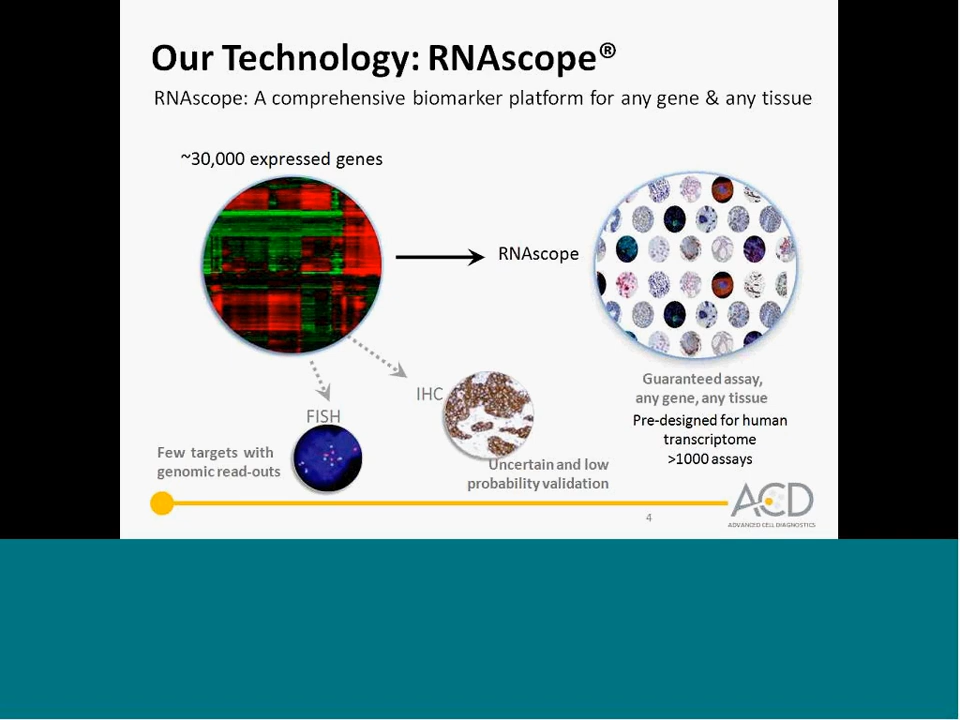 Our Technology: RNAscope®
RNAscope: A comprehensive biomarker platform for any gene & any tissue
~30,000 expressed genes
RNAscope
IHC
FISH
Few targets with
genomic read-outs
Uncertain and low
probability validation
Guaranteed assay,
any gene, any tissue
Pre-designed for human
transcriptome
>1000 assays
4
ACD
ADVANCED CELL DIAGNOSTICS